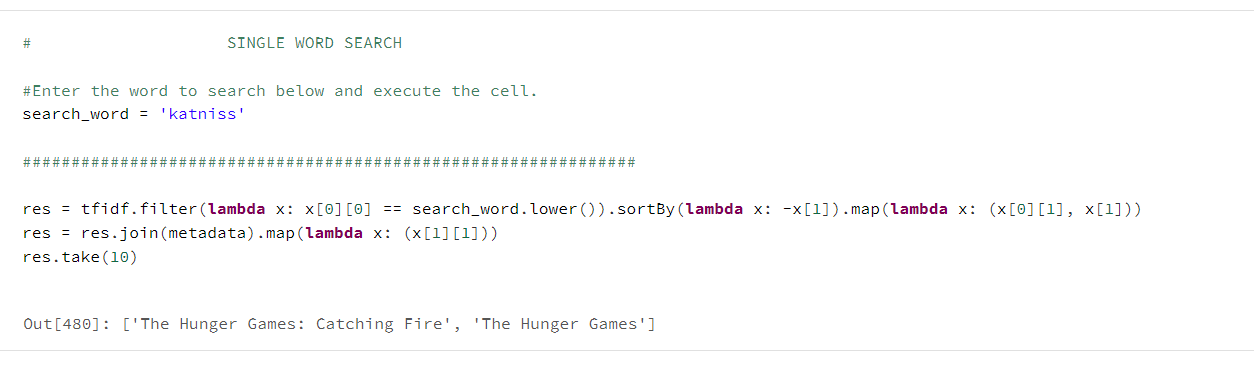 # SINGLE WORD SEARCH
#Enter the word to search below and execute the cell.
search_word = 'katniss'
###############################################################
res = tfidf.filter(lambda x: x[0][0] == search_word.lower()).sortBy(lambda x: -x[1]).map(lambda x: (x[0][1], x[1]))
res = res.join(metadata).map(lambda x: (x[1][1]))
res.take(10)
Out[480]: ['The Hunger Games: Catching Fire', 'The Hunger Games']